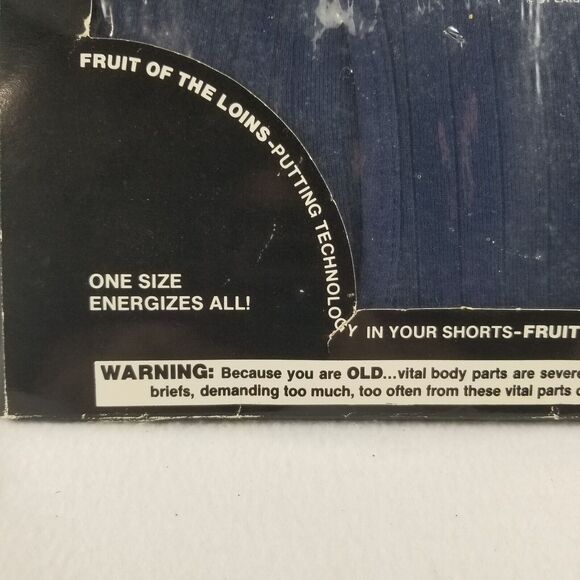 FRUIT OF THE LOINS-PUTTING TECHNOLOGY IN YOUR SHORTS-FRUIT
ONE SIZE
ENERGIZES ALL!
WARNING: Because you are OLD...vital body parts are severe
briefs, demanding too much, too often from these vital parts